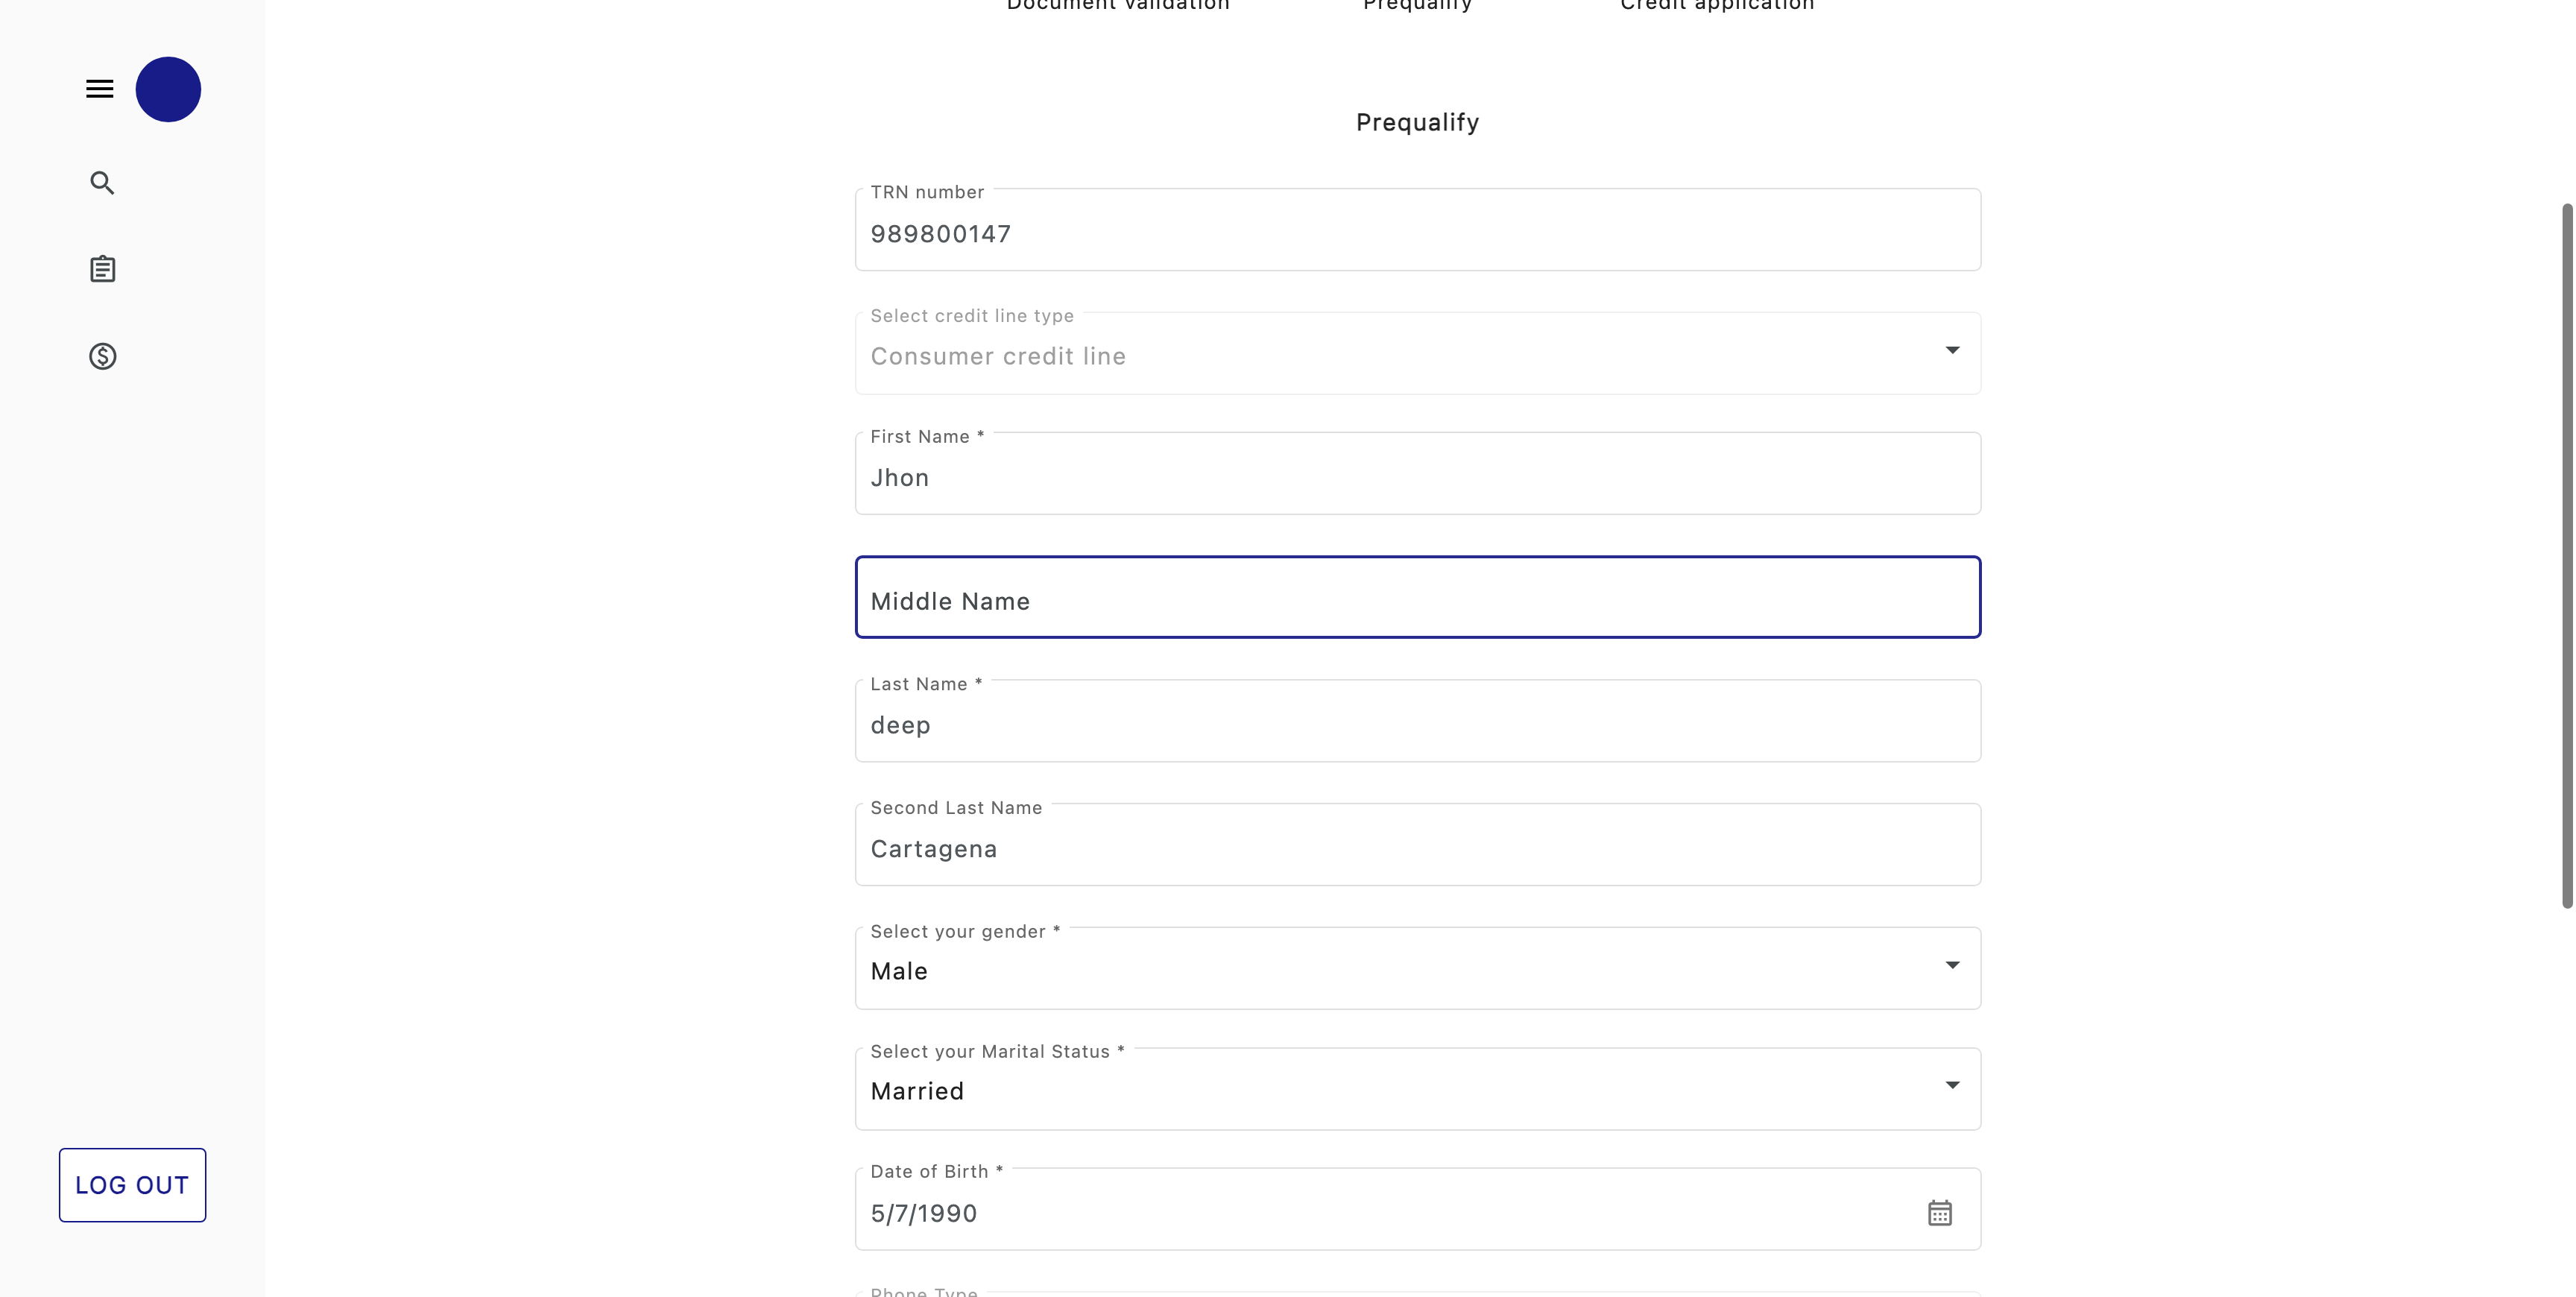 Document validation
Prequalify
Credit application
Prequalify
TRN number
989800147
Select credit line type
Consumer credit line
First Name *
Jhon
Middle Name
Last Name *
deep
Second Last Name
Cartagena
Select your gender *
Male
Select your Marital Status *
Married
Date of Birth *
5/7/1990
Phone Type
LOG OUT